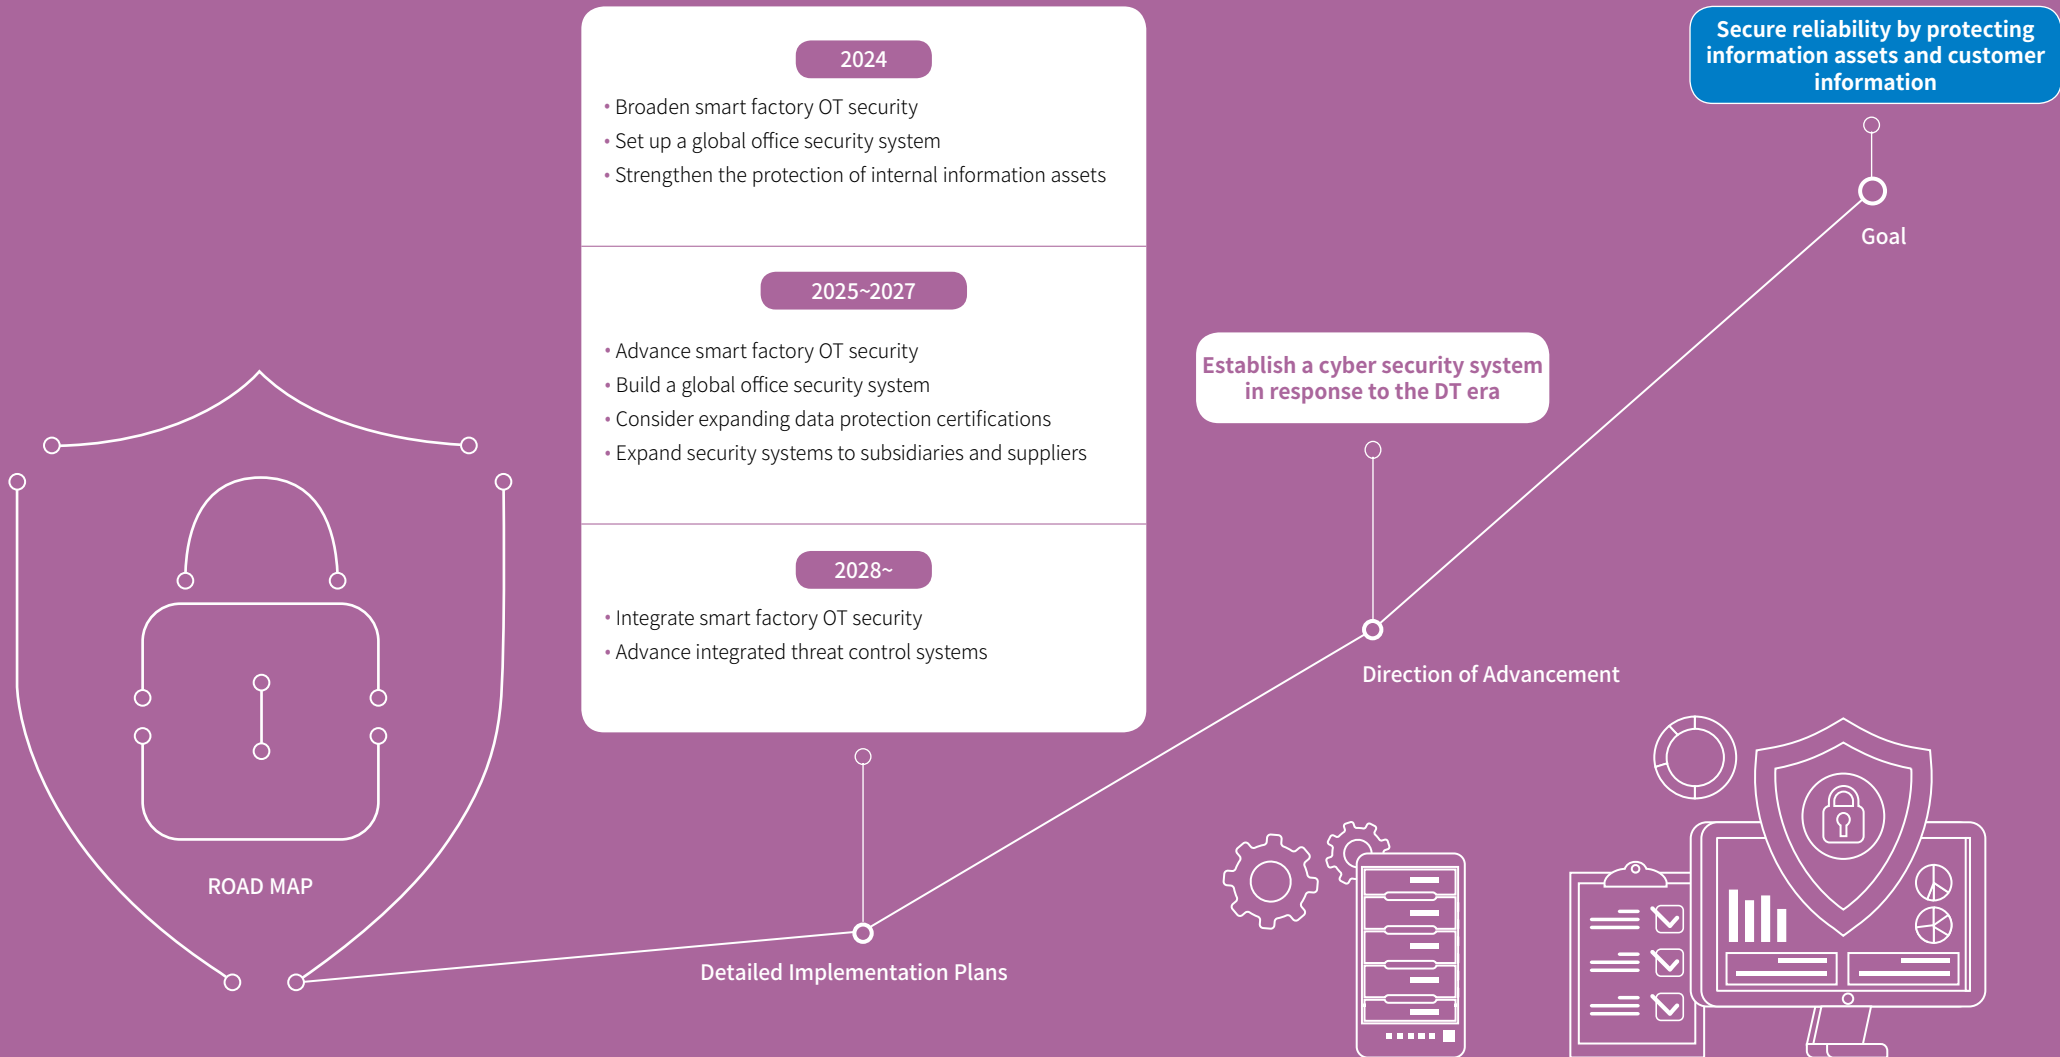 2024
• Broaden smart factory OT security
• Set up a global office security system
• Strengthen the protection of internal information assets
2025~2027
• Advance smart factory OT security
• Build a global office security system
• Consider expanding data protection certifications
• Expand security systems to subsidiaries and suppliers
2028~
• Integrate smart factory OT security
• Advance integrated threat control systems
ROAD MAP
Detailed Implementation Plans
Establish a cyber security system
in response to the DT era
Direction of Advancement
Secure reliability by protecting
information assets and customer
information
Goal